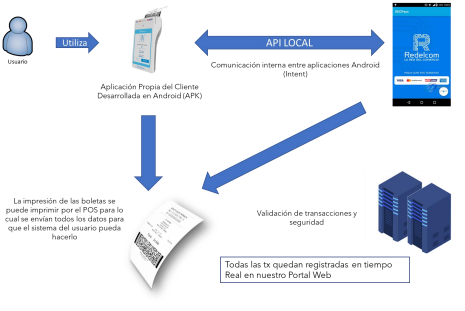 Usuario
Utiliza
API LOCAL
Redelcom
Comunicación interna entre aplicaciones Android
(Intent)
Aplicación Propia del Cliente
Desarrollada en Android (APK)
La impresión de las boletas se
puede imprimir por el POS para lo
cual se envían todos los datos para
que el sistema del usuario pueda
hacerlo
Validación de transacciones y
seguridad
Todas las tx quedan registradas en tiempo
Real en nuestro Portal Web